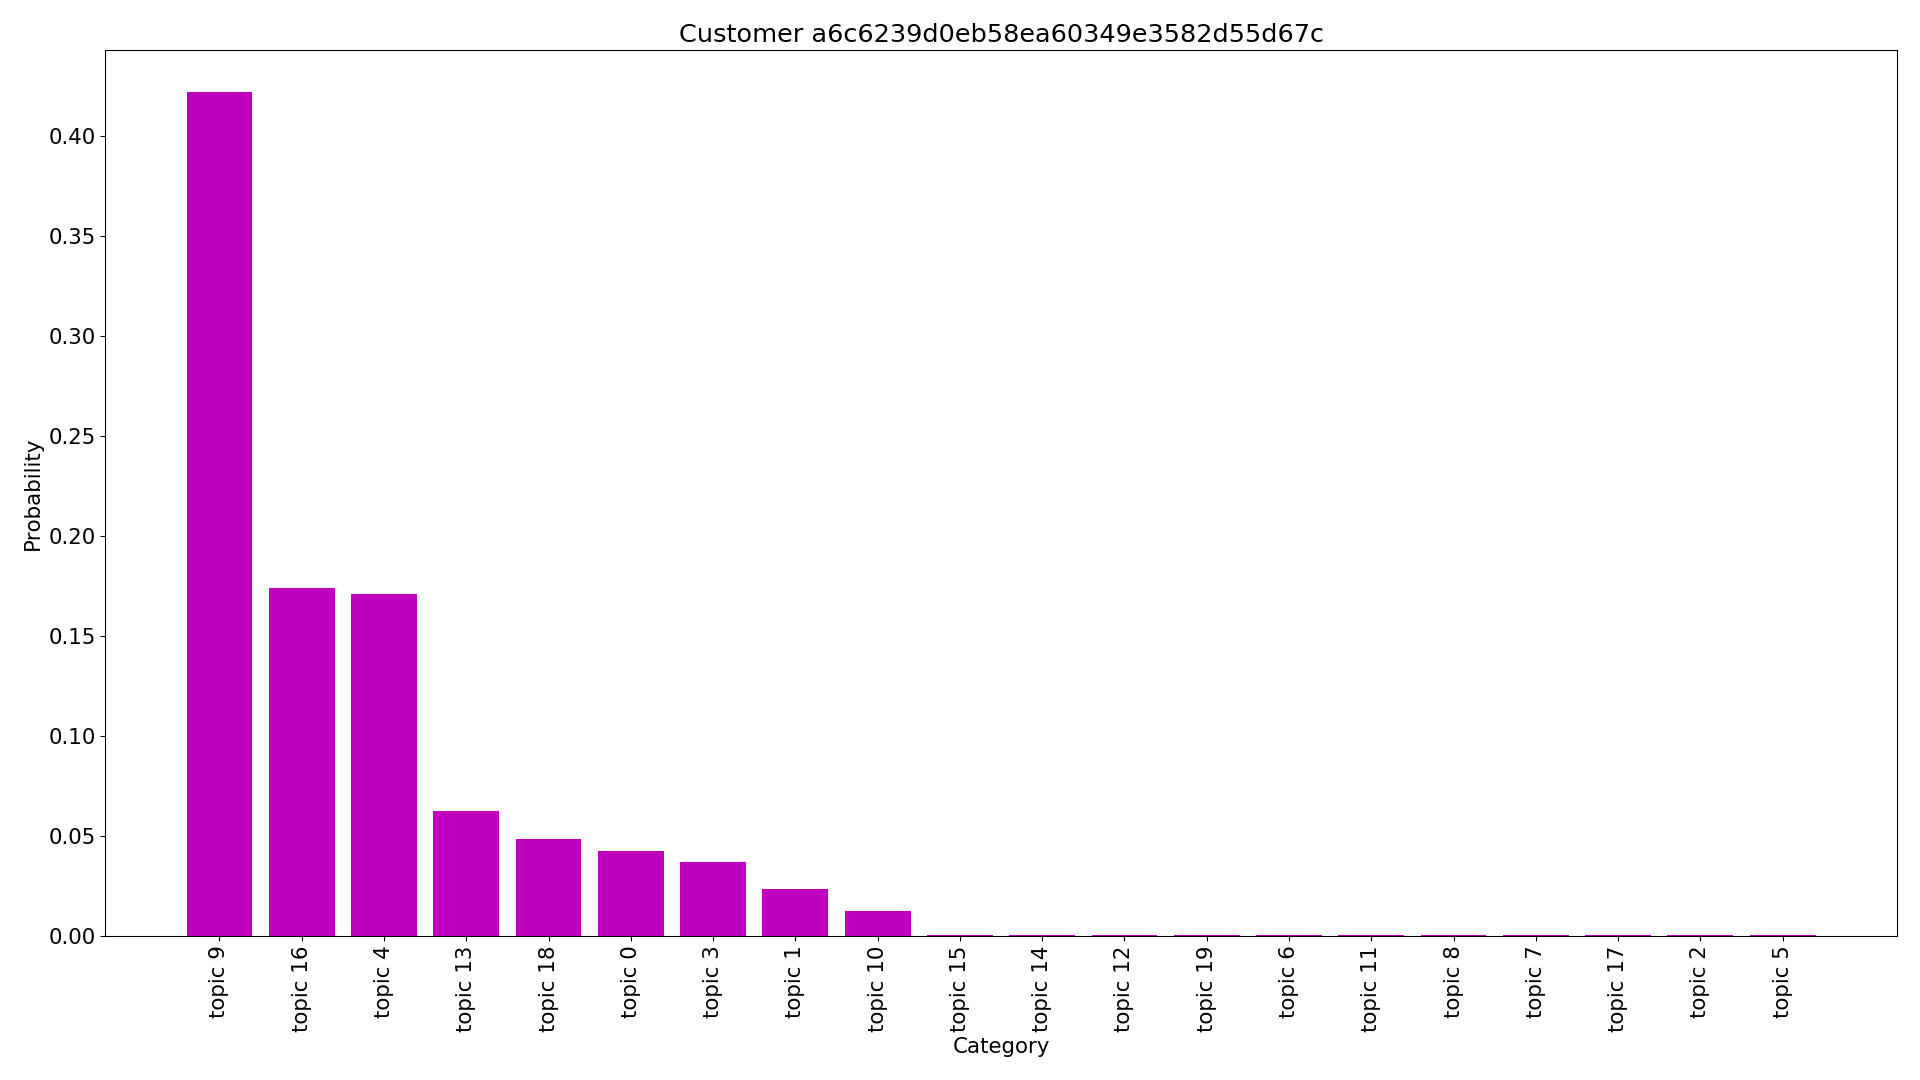 Customer a6c6239d0eb58ea60349e3582d55d67c
Probability
0.40
0.35
0.30
0.25
0.20
0.15
0.10
0.05
0.00
topic 9
topic 16
topic 4
topic 13
topic 18
topic 0
topic 3
topic 1
topic 10
topic 15
topic 14
topic 12
topic 19
topic 6
topic 11
topic 8
topic 7
topic 17
topic 2
topic 5
Category